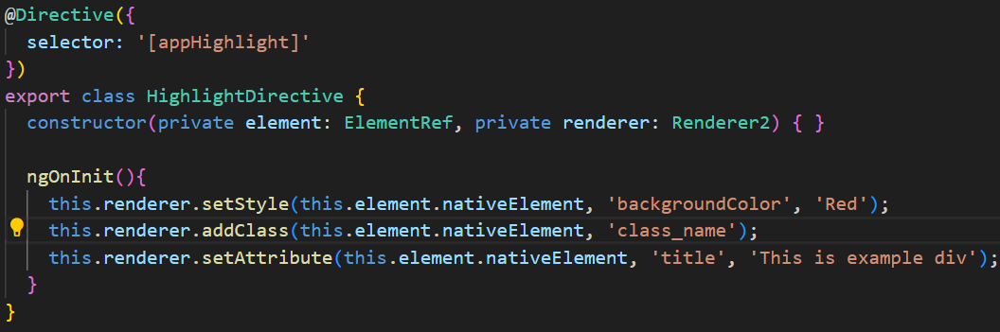 @Directive({
  selector: '[appHighlight]'
})
export class HighlightDirective {
  constructor(private element: ElementRef, private renderer: Renderer2) { }
  ngOnInit(){
    this.renderer.setStyle(this.element.nativeElement, 'backgroundColor', 'Red');
    this.renderer.addClass(this.element.nativeElement, 'class_name');
    this.renderer.setAttribute(this.element.nativeElement, 'title', 'This is example div');
  }
}